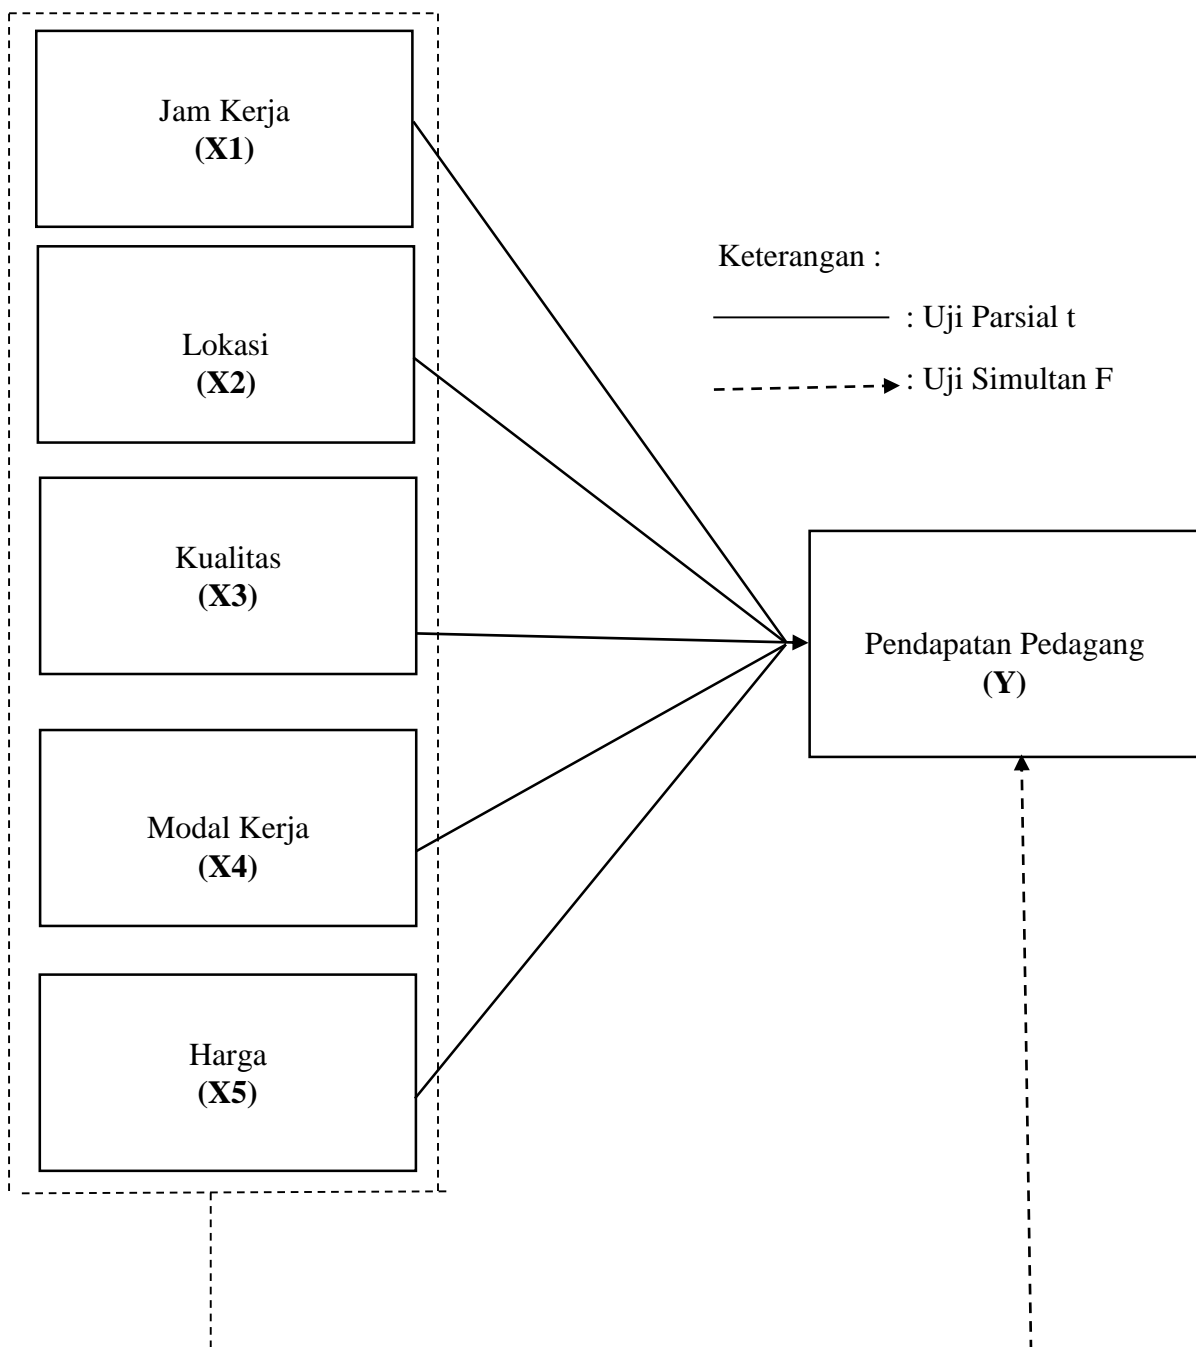 Jam Kerja
(X1)
Lokasi
(X2)
Kualitas
(X3)
Modal Kerja
(X4)
Harga
(X5)
Keterangan :
: Uji Parsial t
: Uji Simultan F
Pendapatan Pedagang
(Y)